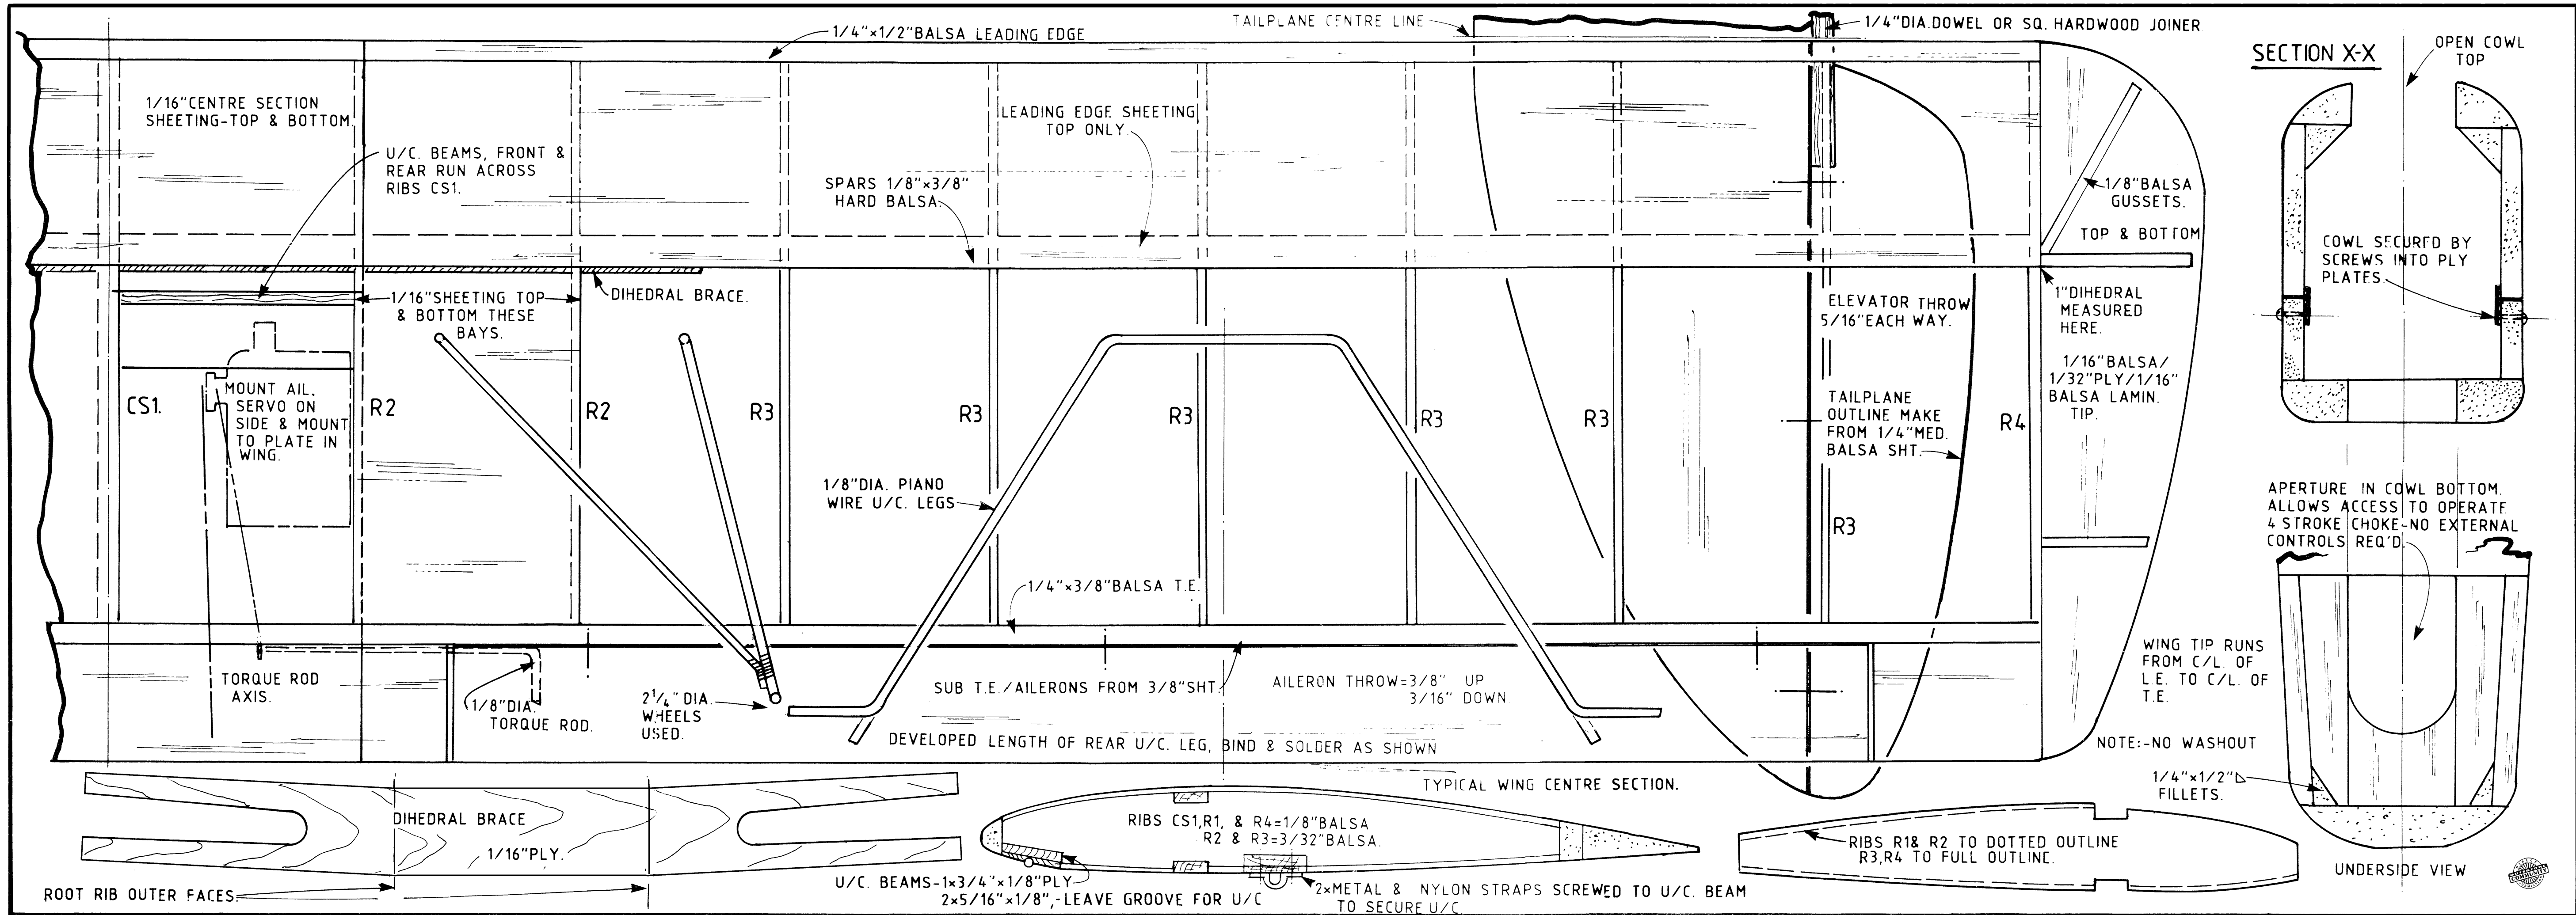 TAILPLANE CENTRE LINE
1/4"DIA.DOWEL OR SQ. HARDWOOD JOINER
1/4"×1/2"BALSA LEADING EDGE
SECTION X-X
OPEN COWL
TOP
1/16"CENTRE SECTION
SHEETING-TOP & BOTTOM.
U/C. BEAMS, FRONT &
REAR RUN ACROSS
RIBS CS1.
LEADING EDGE SHEETING
TOP ONLY.
SPARS 1/8"×3/8"
HARD BALSA.
1/8"BALSA
GUSSETS.
TOP & BOTTOM
COWL SECURED BY
SCREWS INTO PLY
PLATES.
1/16"SHEETING TOP
& BOTTOM THESE
BAYS.
DIHEDRAL BRACE.
ELEVATOR THROW
5/16"EACH WAY.
1"DIHEDRAL
MEASURED
HERE.
1/16"BALSA/
1/32"PLY/1/16"
BALSA LAMIN.
TIP.
CS1.
MOUNT AIL.
SERVO ON
SIDE & MOUNT
TO PLATE IN
WING.
R2
R2
R3
R3
R3
R3
R3
TAILPLANE
OUTLINE MAKE
FROM 1/4"MED.
BALSA SHT.
R4
1/8"DIA. PIANO
WIRE U/C. LEGS
R3
APERTURE IN COWL BOTTOM.
ALLOWS ACCESS TO OPERATE
4 STROKE CHOKE-NO EXTERNAL
CONTROLS REQ'D.
1/4"×3/8"BALSA T.E.
TORQUE ROD
AXIS.
1/8"DIA.
TORQUE ROD.
2 1/4" DIA.
WHEELS
USED.
SUB T.E./AILERONS FROM 3/8"SHT.
AILERON THROW=3/8" UP
3/16" DOWN
DEVELOPED LENGTH OF REAR U/C. LEG, BIND & SOLDER AS SHOWN
WING TIP RUNS
FROM C/L. OF
L.E. TO C/L. OF
T.E.
NOTE:-NO WASHOUT
1/4"×1/2"
FILLETS.
TYPICAL WING CENTRE SECTION.
DIHEDRAL BRACE
1/16"PLY.
RIBS CS1,R1, & R4=1/8"BALSA
R2 & R3=3/32"BALSA.
RIBS R1& R2 TO DOTTED OUTLINE
R3,R4 TO FULL OUTLINE.
UNDERSIDE VIEW
ROOT RIB OUTER FACES.
U/C. BEAMS-1×3/4"×1/8"PLY
2×5/16"×1/8",-LEAVE GROOVE FOR U/C
2×METAL & NYLON STRAPS SCREWED TO U/C. BEAM
TO SECURE U/C.